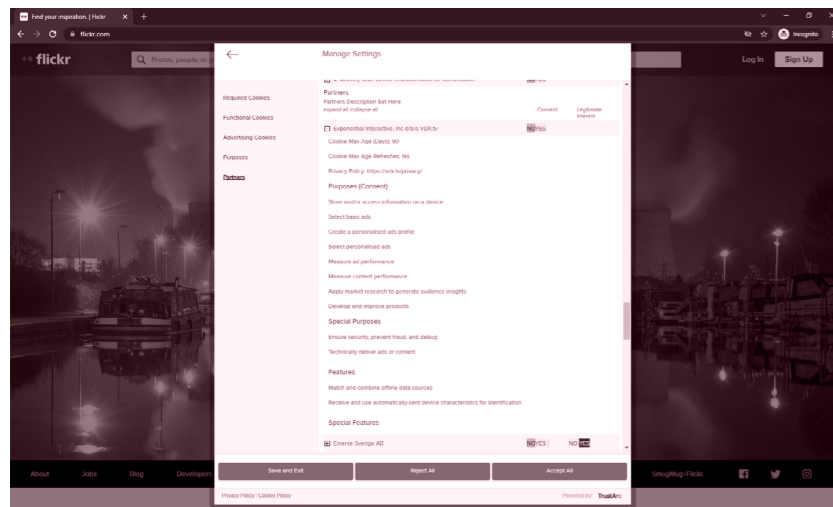 Find your inspiration. | Flickr
flickr.com
Incognito
flickr
Photos, people, or
Log In
Sign Up
Manage Settings
Required Cookies
Functional Cookies
Advertising Cookies
Purposes
Partners
Partners
Partners Description Set Here
expand all /collapse all
Consent
Legitimate
Interest
Exponential Interactive, Inc d/b/a VDX.tv
NO YES
Cookie Max Age (Days): 90
Cookie Max Age Refreshes: No
Privacy Policy: https://vdx.tv/privacy/
Purposes (Consent)
Store and/or access information on a device
Select basic ads
Create a personalised ads profile
Select personalised ads
Measure ad performance
Measure content performance
Apply market research to generate audience insights
Develop and improve products
Special Purposes
Ensure security, prevent fraud, and debug
Technically deliver ads or content
Features
Match and combine offline data sources
Receive and use automatically-sent device characteristics for identification
Special Features
Emerse Sverige AB
NO YES NO YES
About Jobs Blog Developers
Save and Exit
Reject All
Accept All
SmugMug+Flickr.
Privacy Policy | Cookie Policy
Powered by: TrustArc